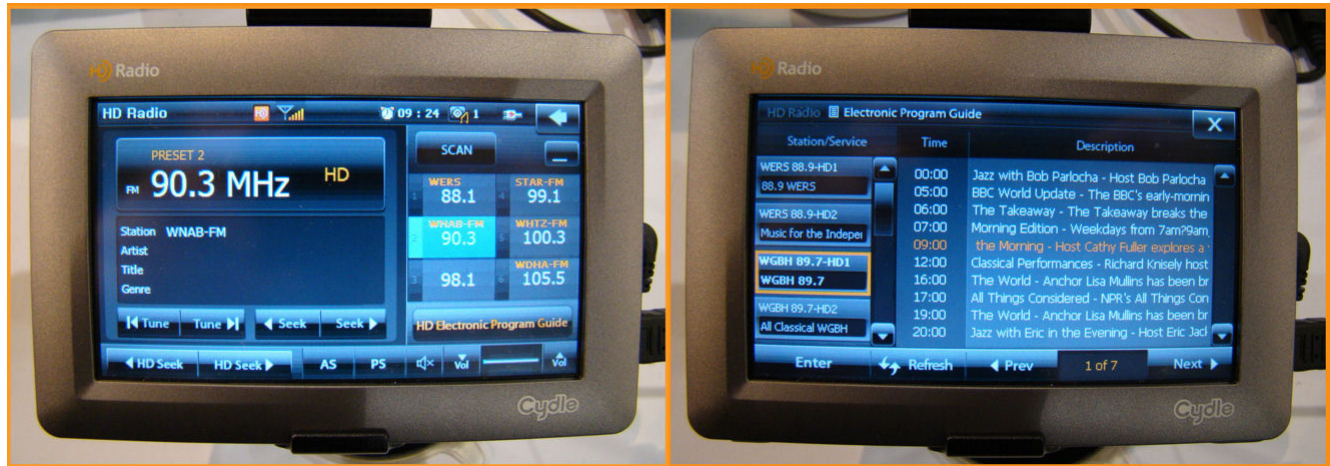 HD Radio
HD Radio
HD
09 : 24
1
PRESET 2
FM 90.3 MHz HD
Station WNAB-FM
Artist
Title
Genre
Tune Tune Seek Seek
HD Seek HD Seek AS PS Vol Vol
SCAN
1 WERS 88.1
4 STAR-FM 99.1
2 WNAB-FM 90.3
5 WHTZ-FM 100.3
3 98.1
6 WDHA-FM 105.5
HD Electronic Program Guide
Cydle
HD Radio
HD Radio Electronic Program Guide
X
Station/Service Time Description
WERS 88.9-HD1
88.9 WERS
WERS 88.9-HD2
Music for the Indepe
WGBH 89.7-HD1
WGBH 89.7
WGBH 89.7-HD2
All Classical WGBH
00:00 Jazz with Bob Parlocha - Host Bob Parlocha
05:00 BBC World Update - The BBC's early-mornin
06:00 The Takeaway - The Takeaway breaks the
07:00 Morning Edition - Weekdays from 7am?9am,
09:00 the Morning - Host Cathy Fuller explores a
12:00 Classical Performances - Richard Knisely host
16:00 The World - Anchor Lisa Mullins has been br
17:00 All Things Considered - NPR's All Things Con
19:00 The World - Anchor Lisa Mullins has been br
20:00 Jazz with Eric in the Evening - Host Eric Jack
Enter Refresh Prev 1 of 7 Next
Cydle